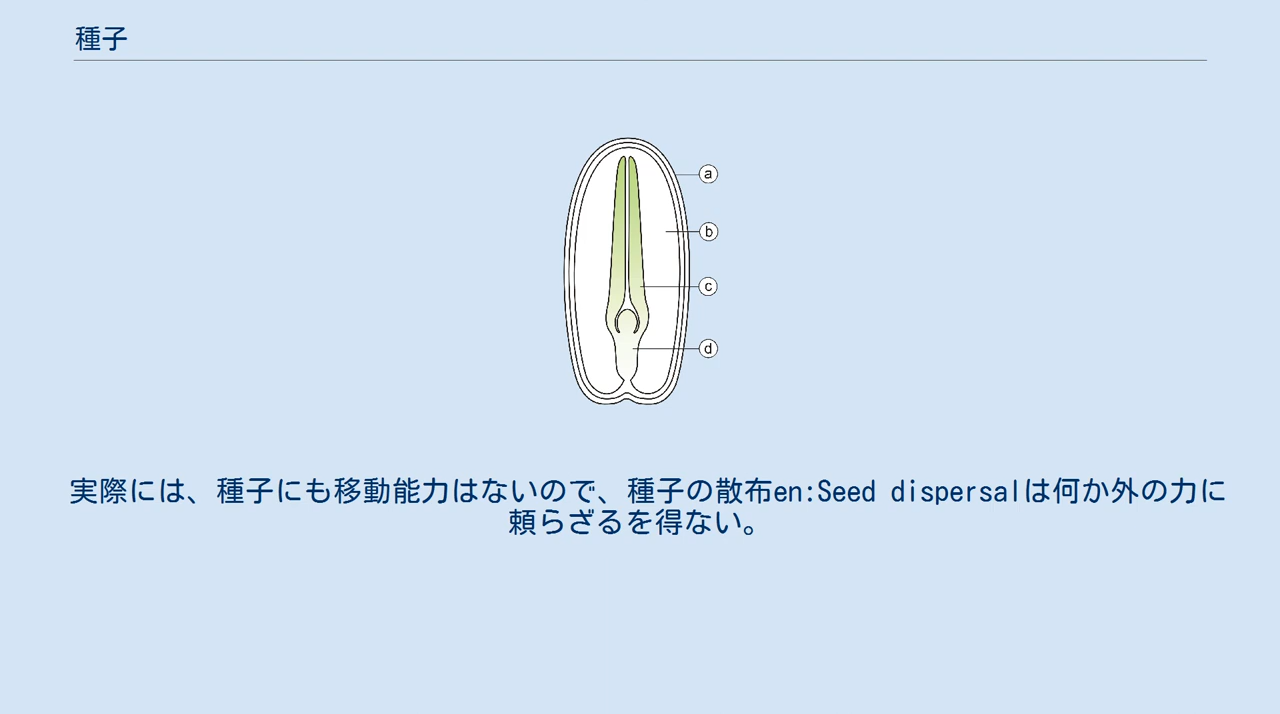 種子
a
b
c
d
実際には、種子にも移動能力はないので、種子の散布en:Seed dispersalは何か外の力に
頼らざるを得ない。